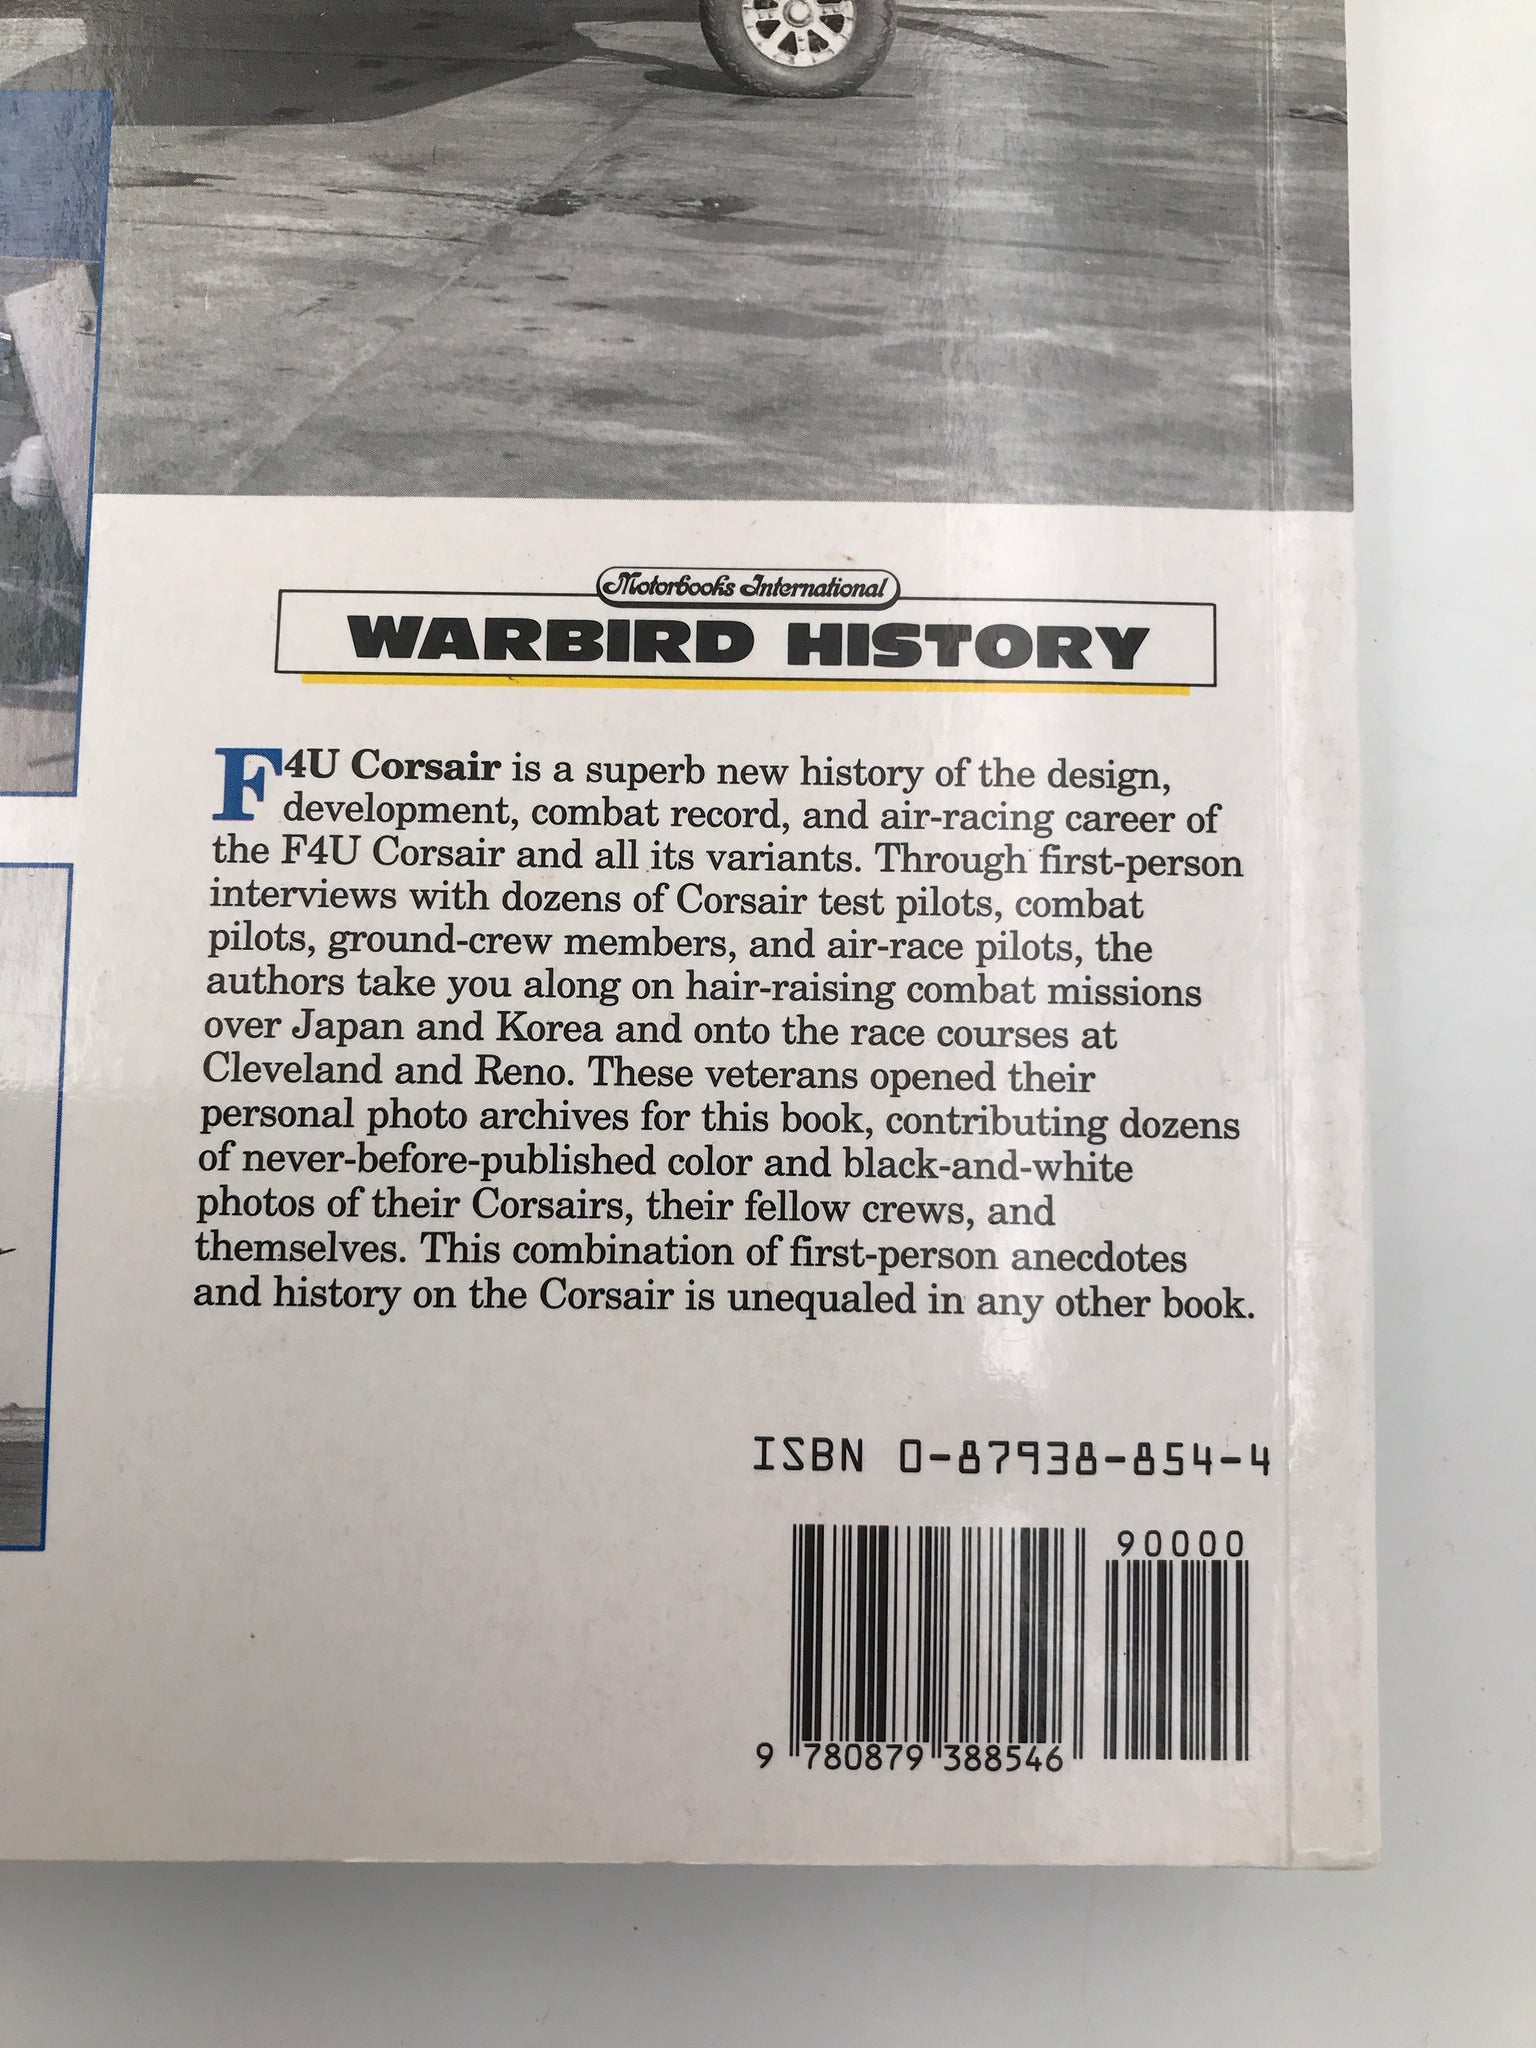 Motorbooks International
WARBIRD HISTORY
F4U Corsair is a superb new history of the design,
development, combat record, and air-racing career of
the F4U Corsair and all its variants. Through first-person
interviews with dozens of Corsair test pilots, combat
pilots, ground-crew members, and air-race pilots, the
authors take you along on hair-raising combat missions
over Japan and Korea and onto the race courses at
Cleveland and Reno. These veterans opened their
personal photo archives for this book, contributing dozens
of never-before-published color and black-and-white
photos of their Corsairs, their fellow crews, and
themselves. This combination of first-person anecdotes
and history on the Corsair is unequaled in any other book.
ISBN 0-87938-854-4
90000
9 780879 388546